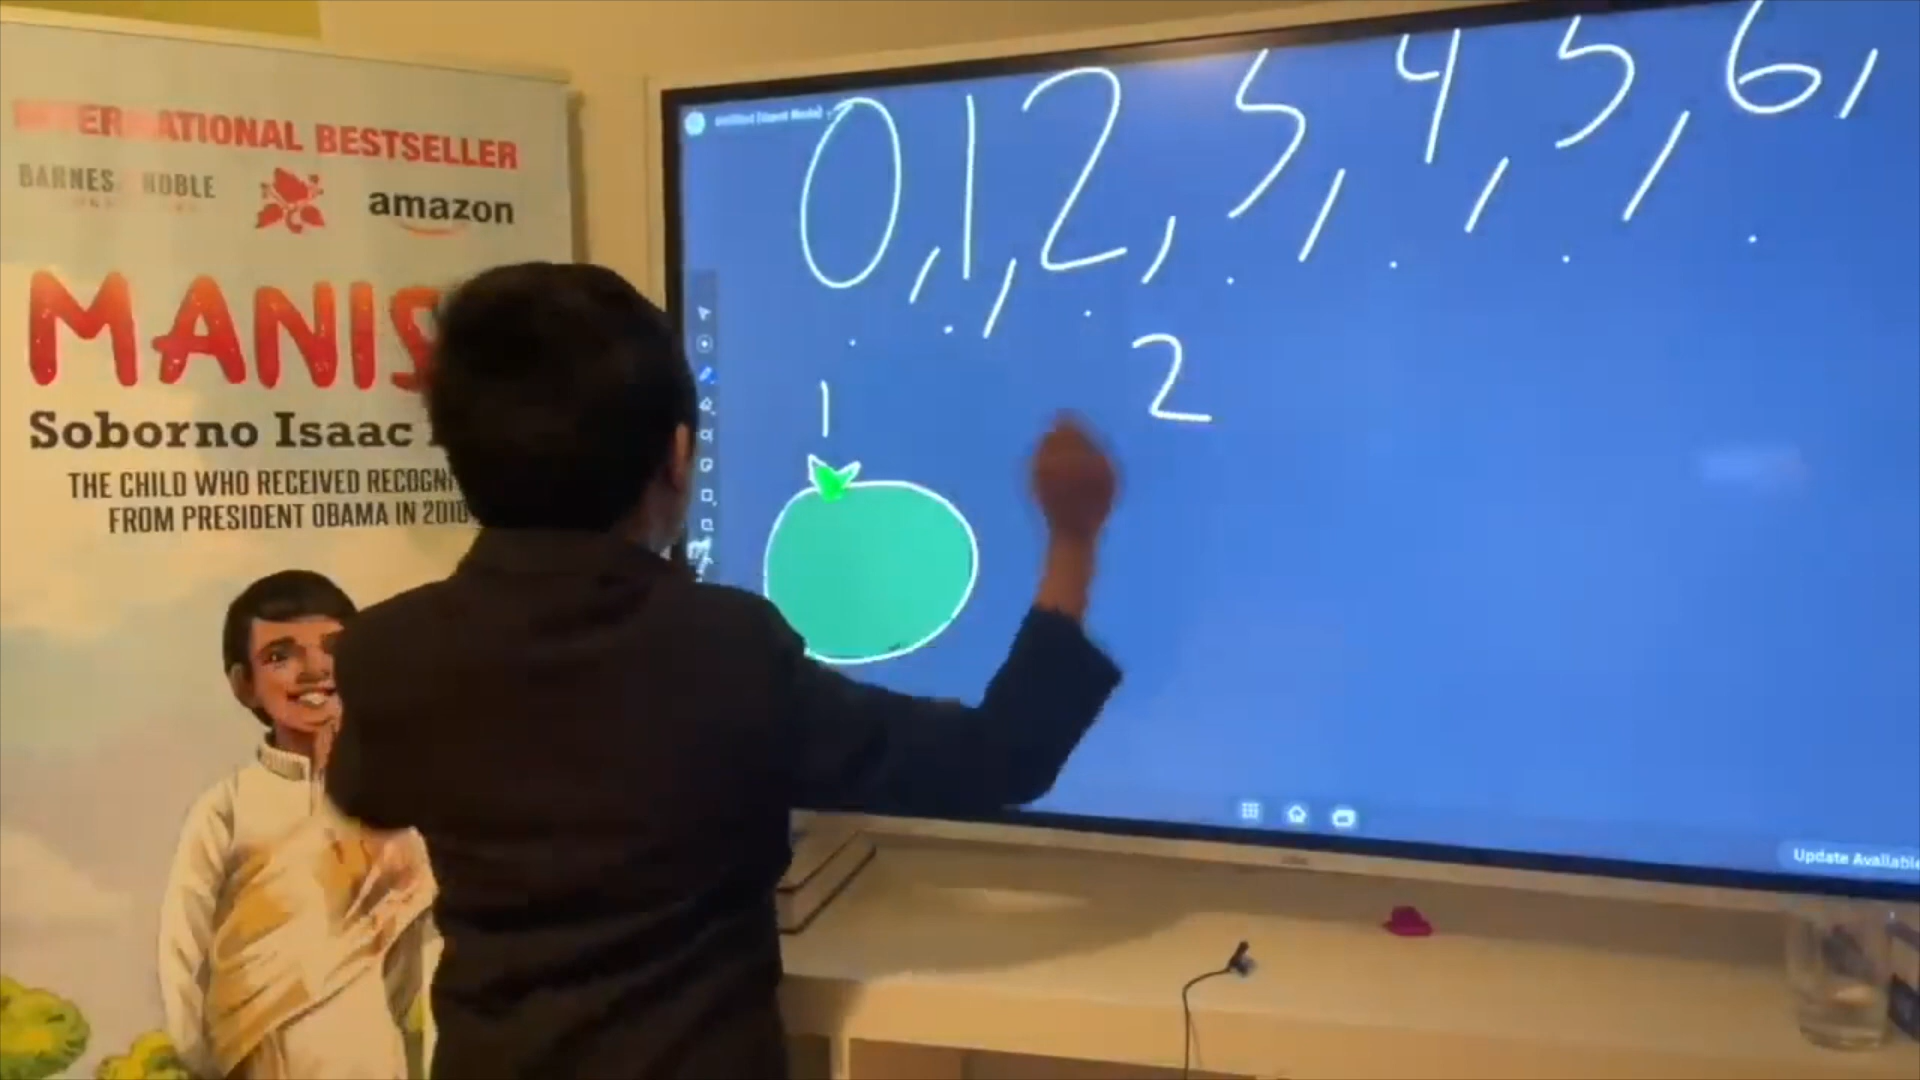 INTERNATIONAL BESTSELLER
BARNES & NOBLE
amazon
MANIS
Soborno Isaac
THE CHILD WHO RECEIVED RECOGNI
FROM PRESIDENT OBAMA IN 2016
0, 1, 2, 3, 4, 5, 6,
1 2
Update Available